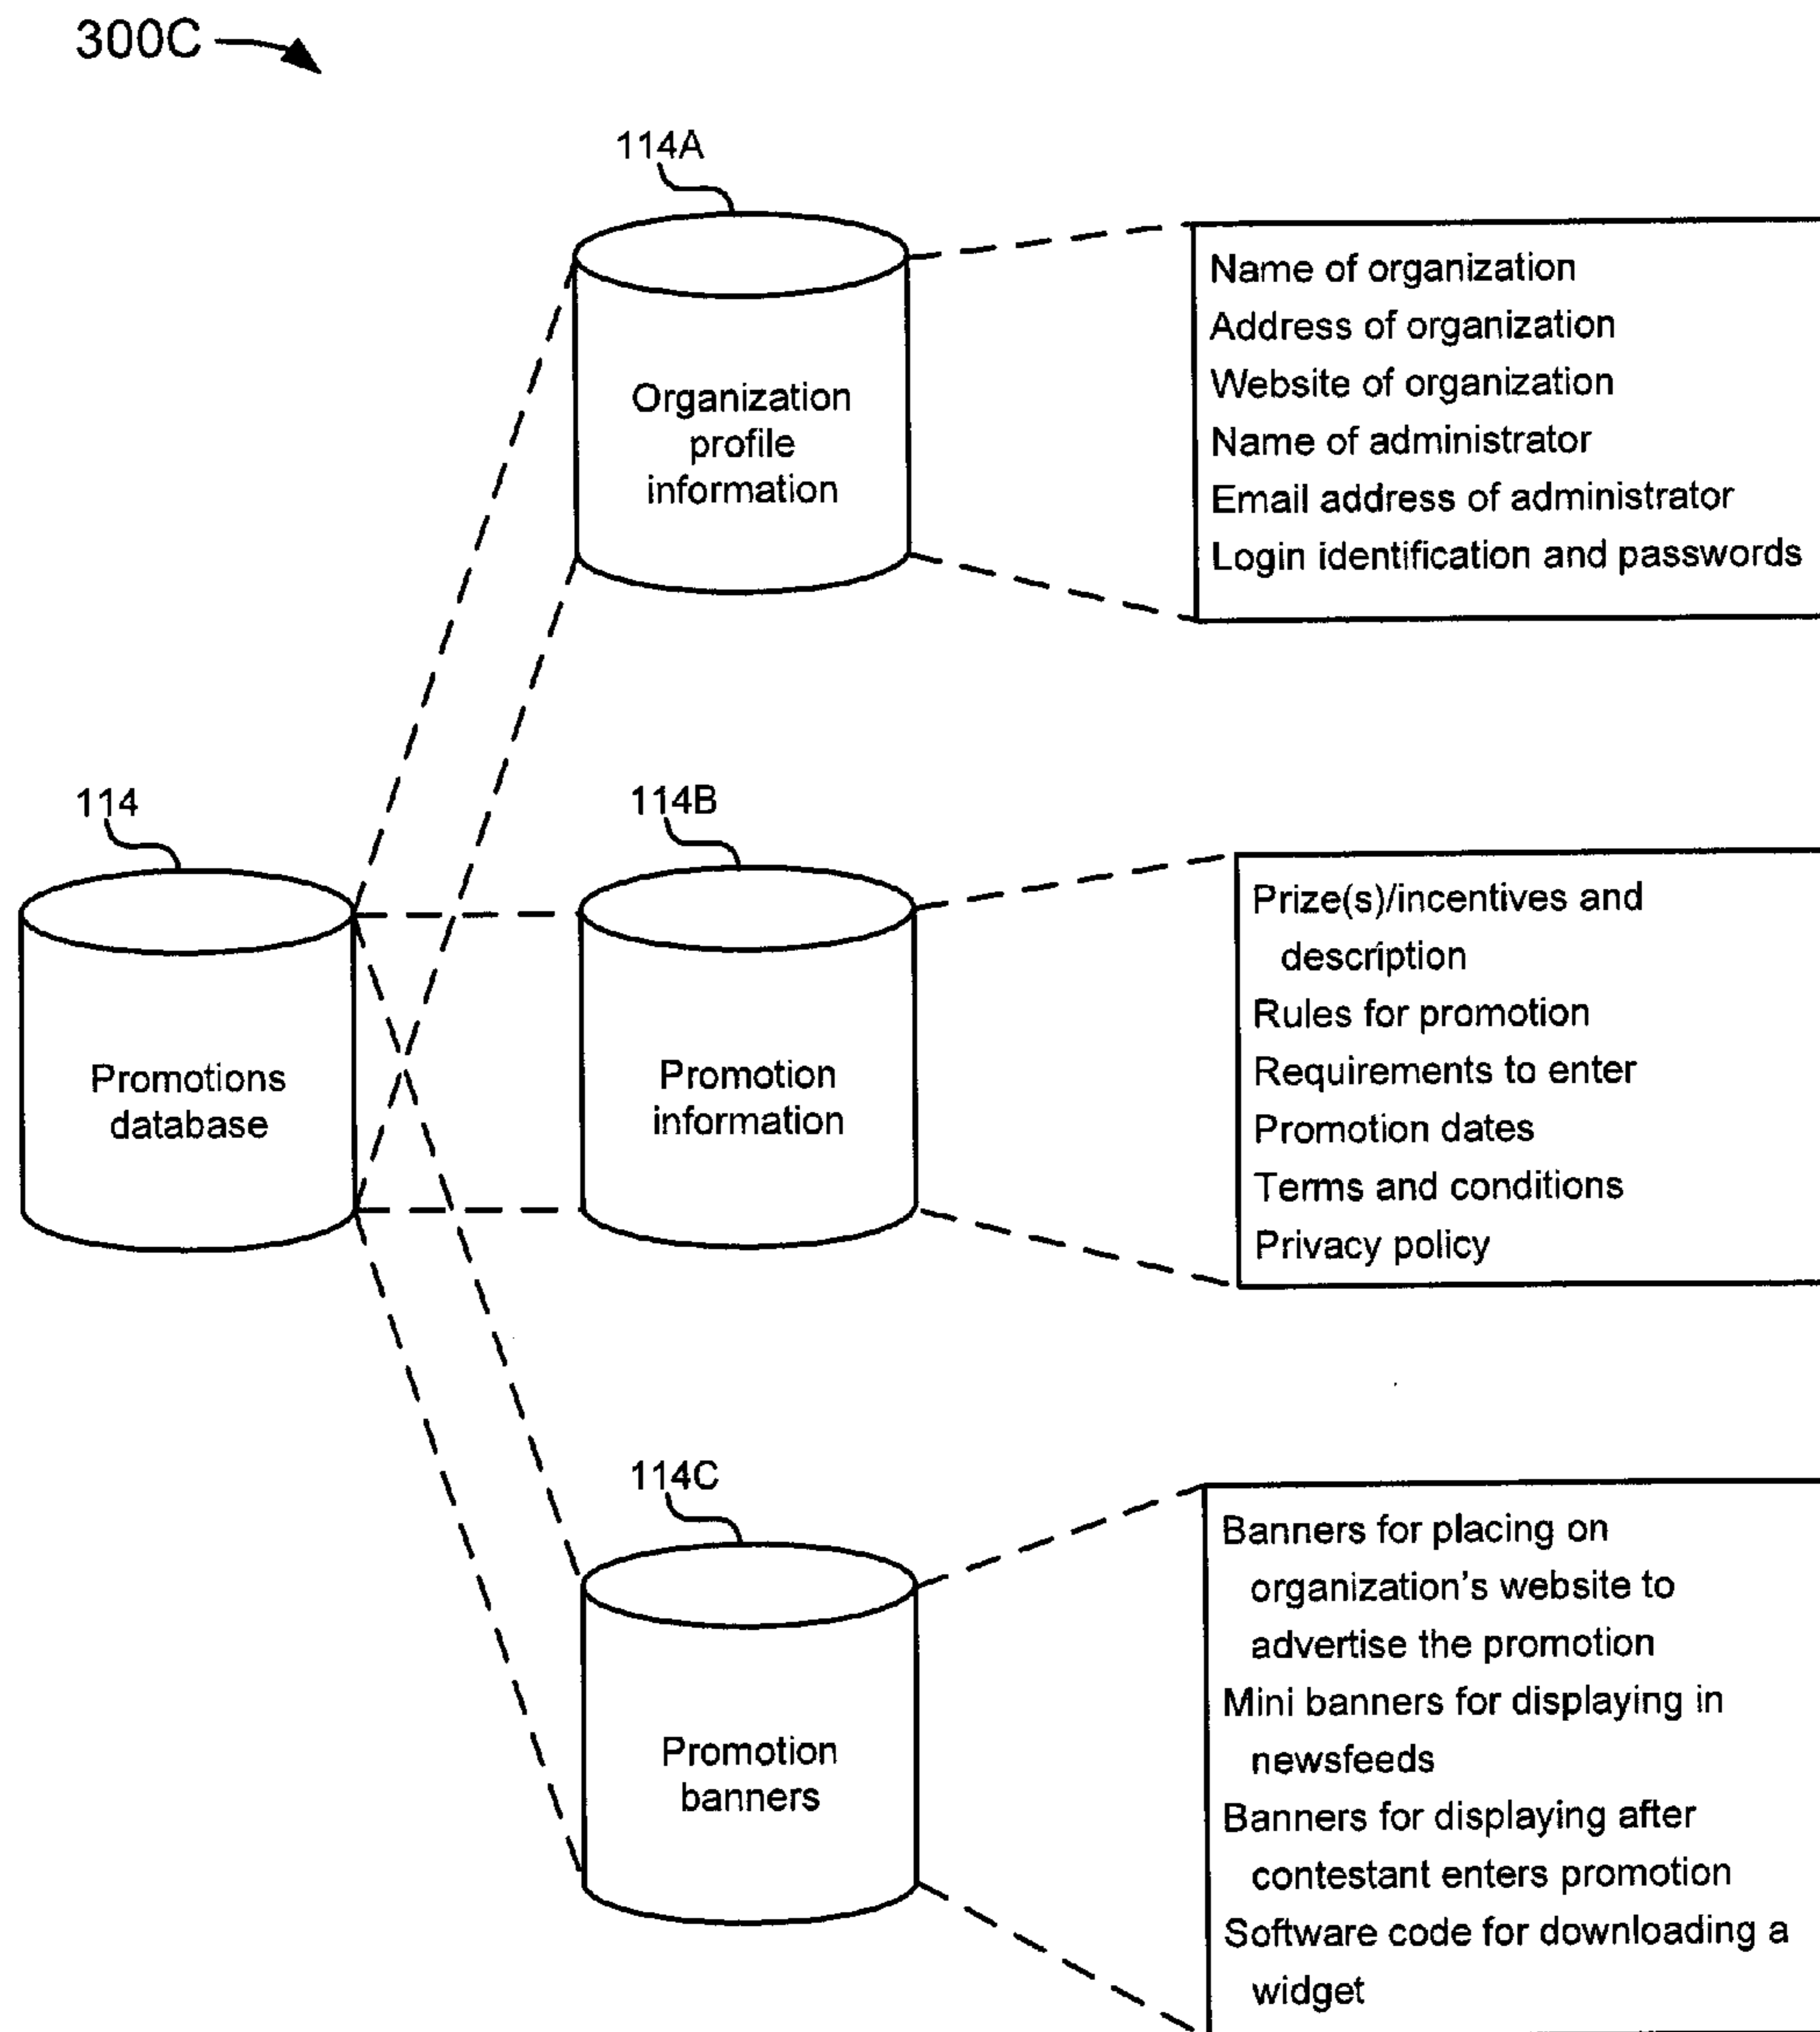 300C
114A
Organization
profile
information
Name of organization
Address of organization
Website of organization
Name of administrator
Email address of administrator
Login identification and passwords
114
Promotions
database
114B
Promotion
information
Prize(s)/incentives and
description
Rules for promotion
Requirements to enter
Promotion dates
Terms and conditions
Privacy policy
114C
Promotion
banners
Banners for placing on
organization's website to
advertise the promotion
Mini banners for displaying in
newsfeeds
Banners for displaying after
contestant enters promotion
Software code for downloading a
widget